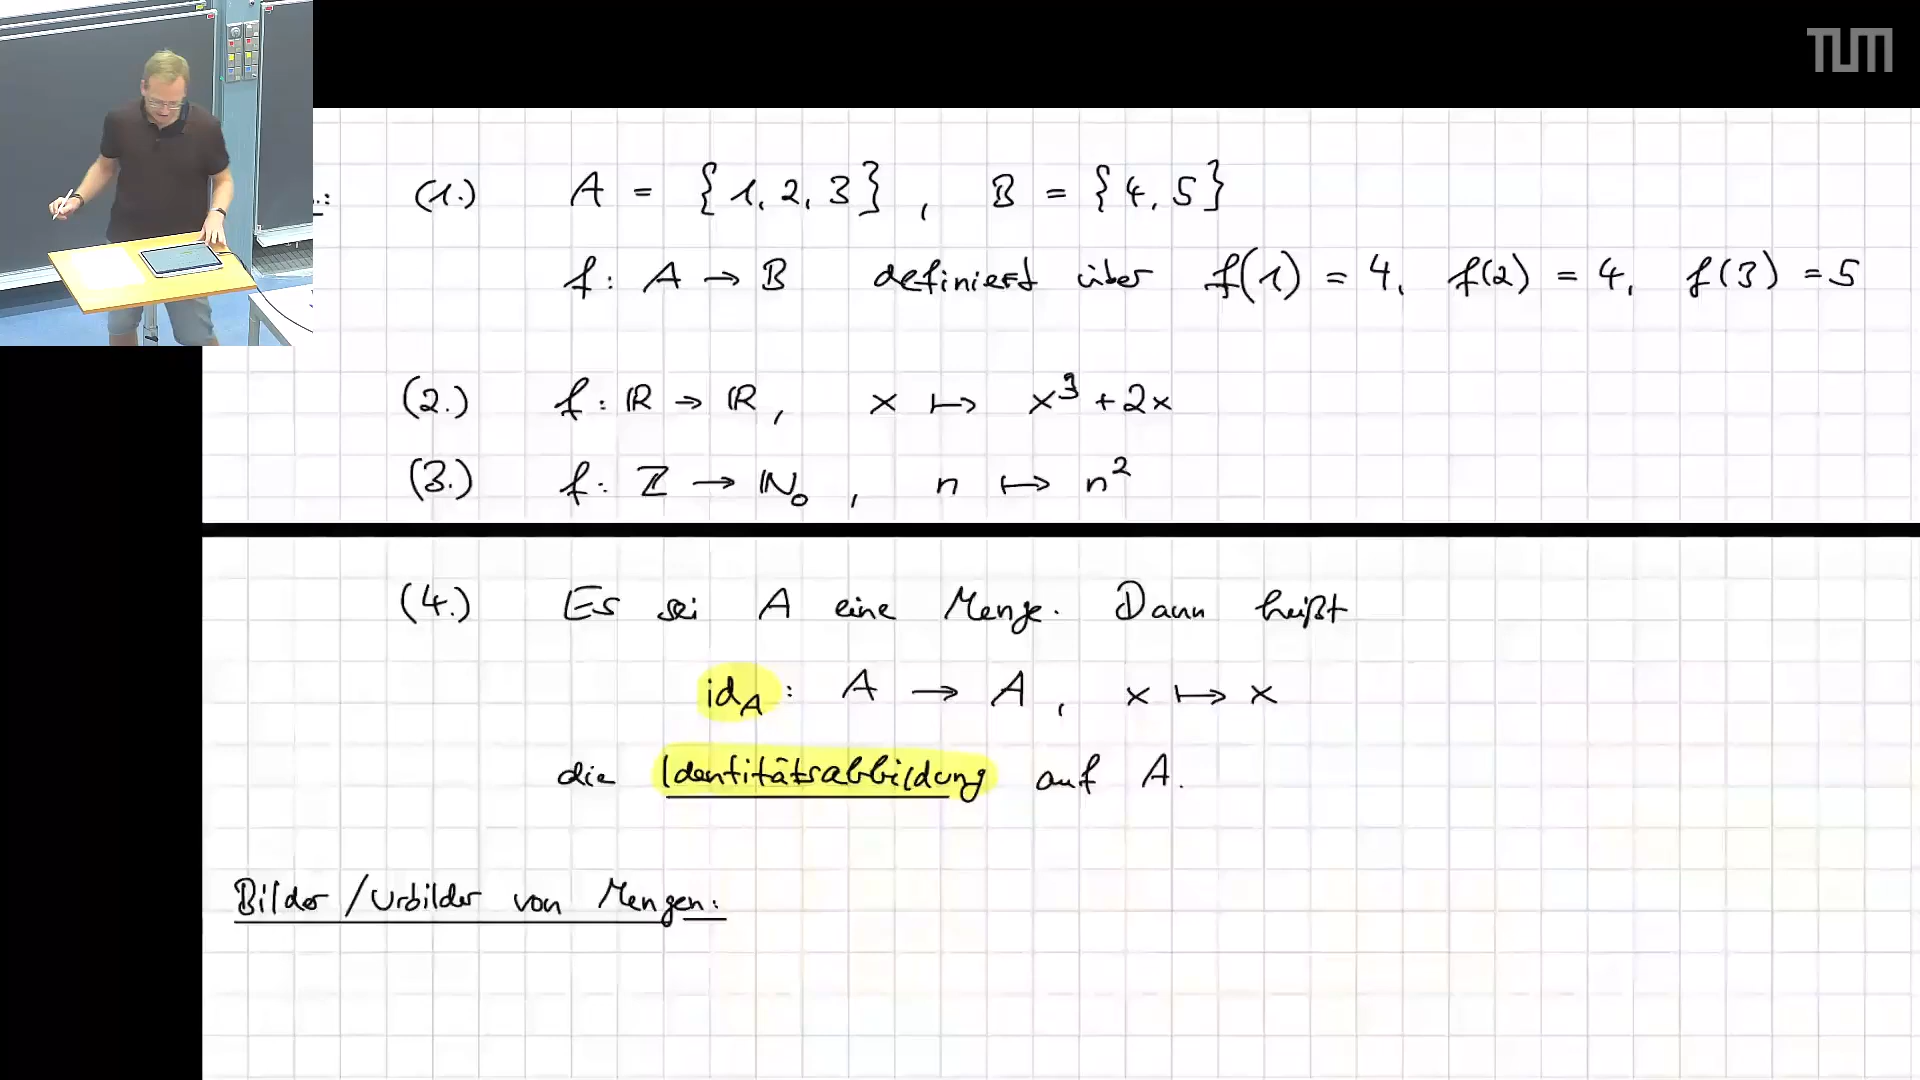 TUM
.: (1.) A = {1, 2, 3}, B = {4, 5}
f: A → B definiert über f(1) = 4, f(2) = 4, f(3) = 5
(2.) f: ℝ → ℝ, x ↦ x³ + 2x
(3.) f: ℤ → ℕ₀, n ↦ n²
(4.) Es sei A eine Menge. Dann heißt
id_A: A → A, x ↦ x
die Identitätsabbildung auf A.
Bilder / Urbilder von Mengen: